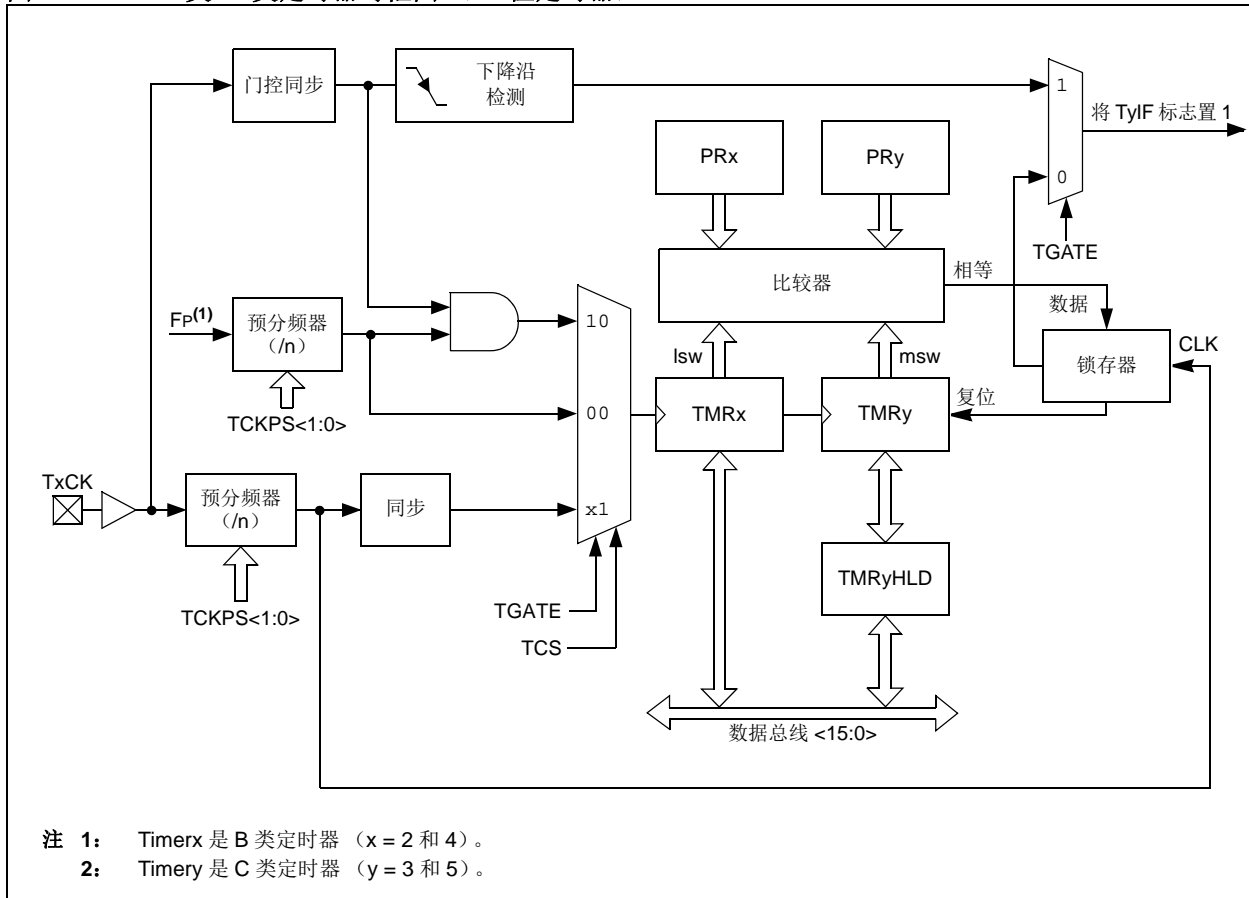 门控同步
下降沿
检测
1
将 TyIF 标志置 1
PRx
PRy
0
TGATE
比较器
相等
数据
FP(1)
预分频器
（/n）
10
lsw
msw
锁存器
CLK
TCKPS<1:0>
00
TMRx
TMRy
复位
TxCK
预分频器
（/n）
同步
x1
TMRyHLD
TCKPS<1:0>
TGATE
TCS
数据总线 <15:0>
注 1： Timerx 是 B 类定时器 （x = 2 和 4）。
2： Timery 是 C 类定时器 （y = 3 和 5）。